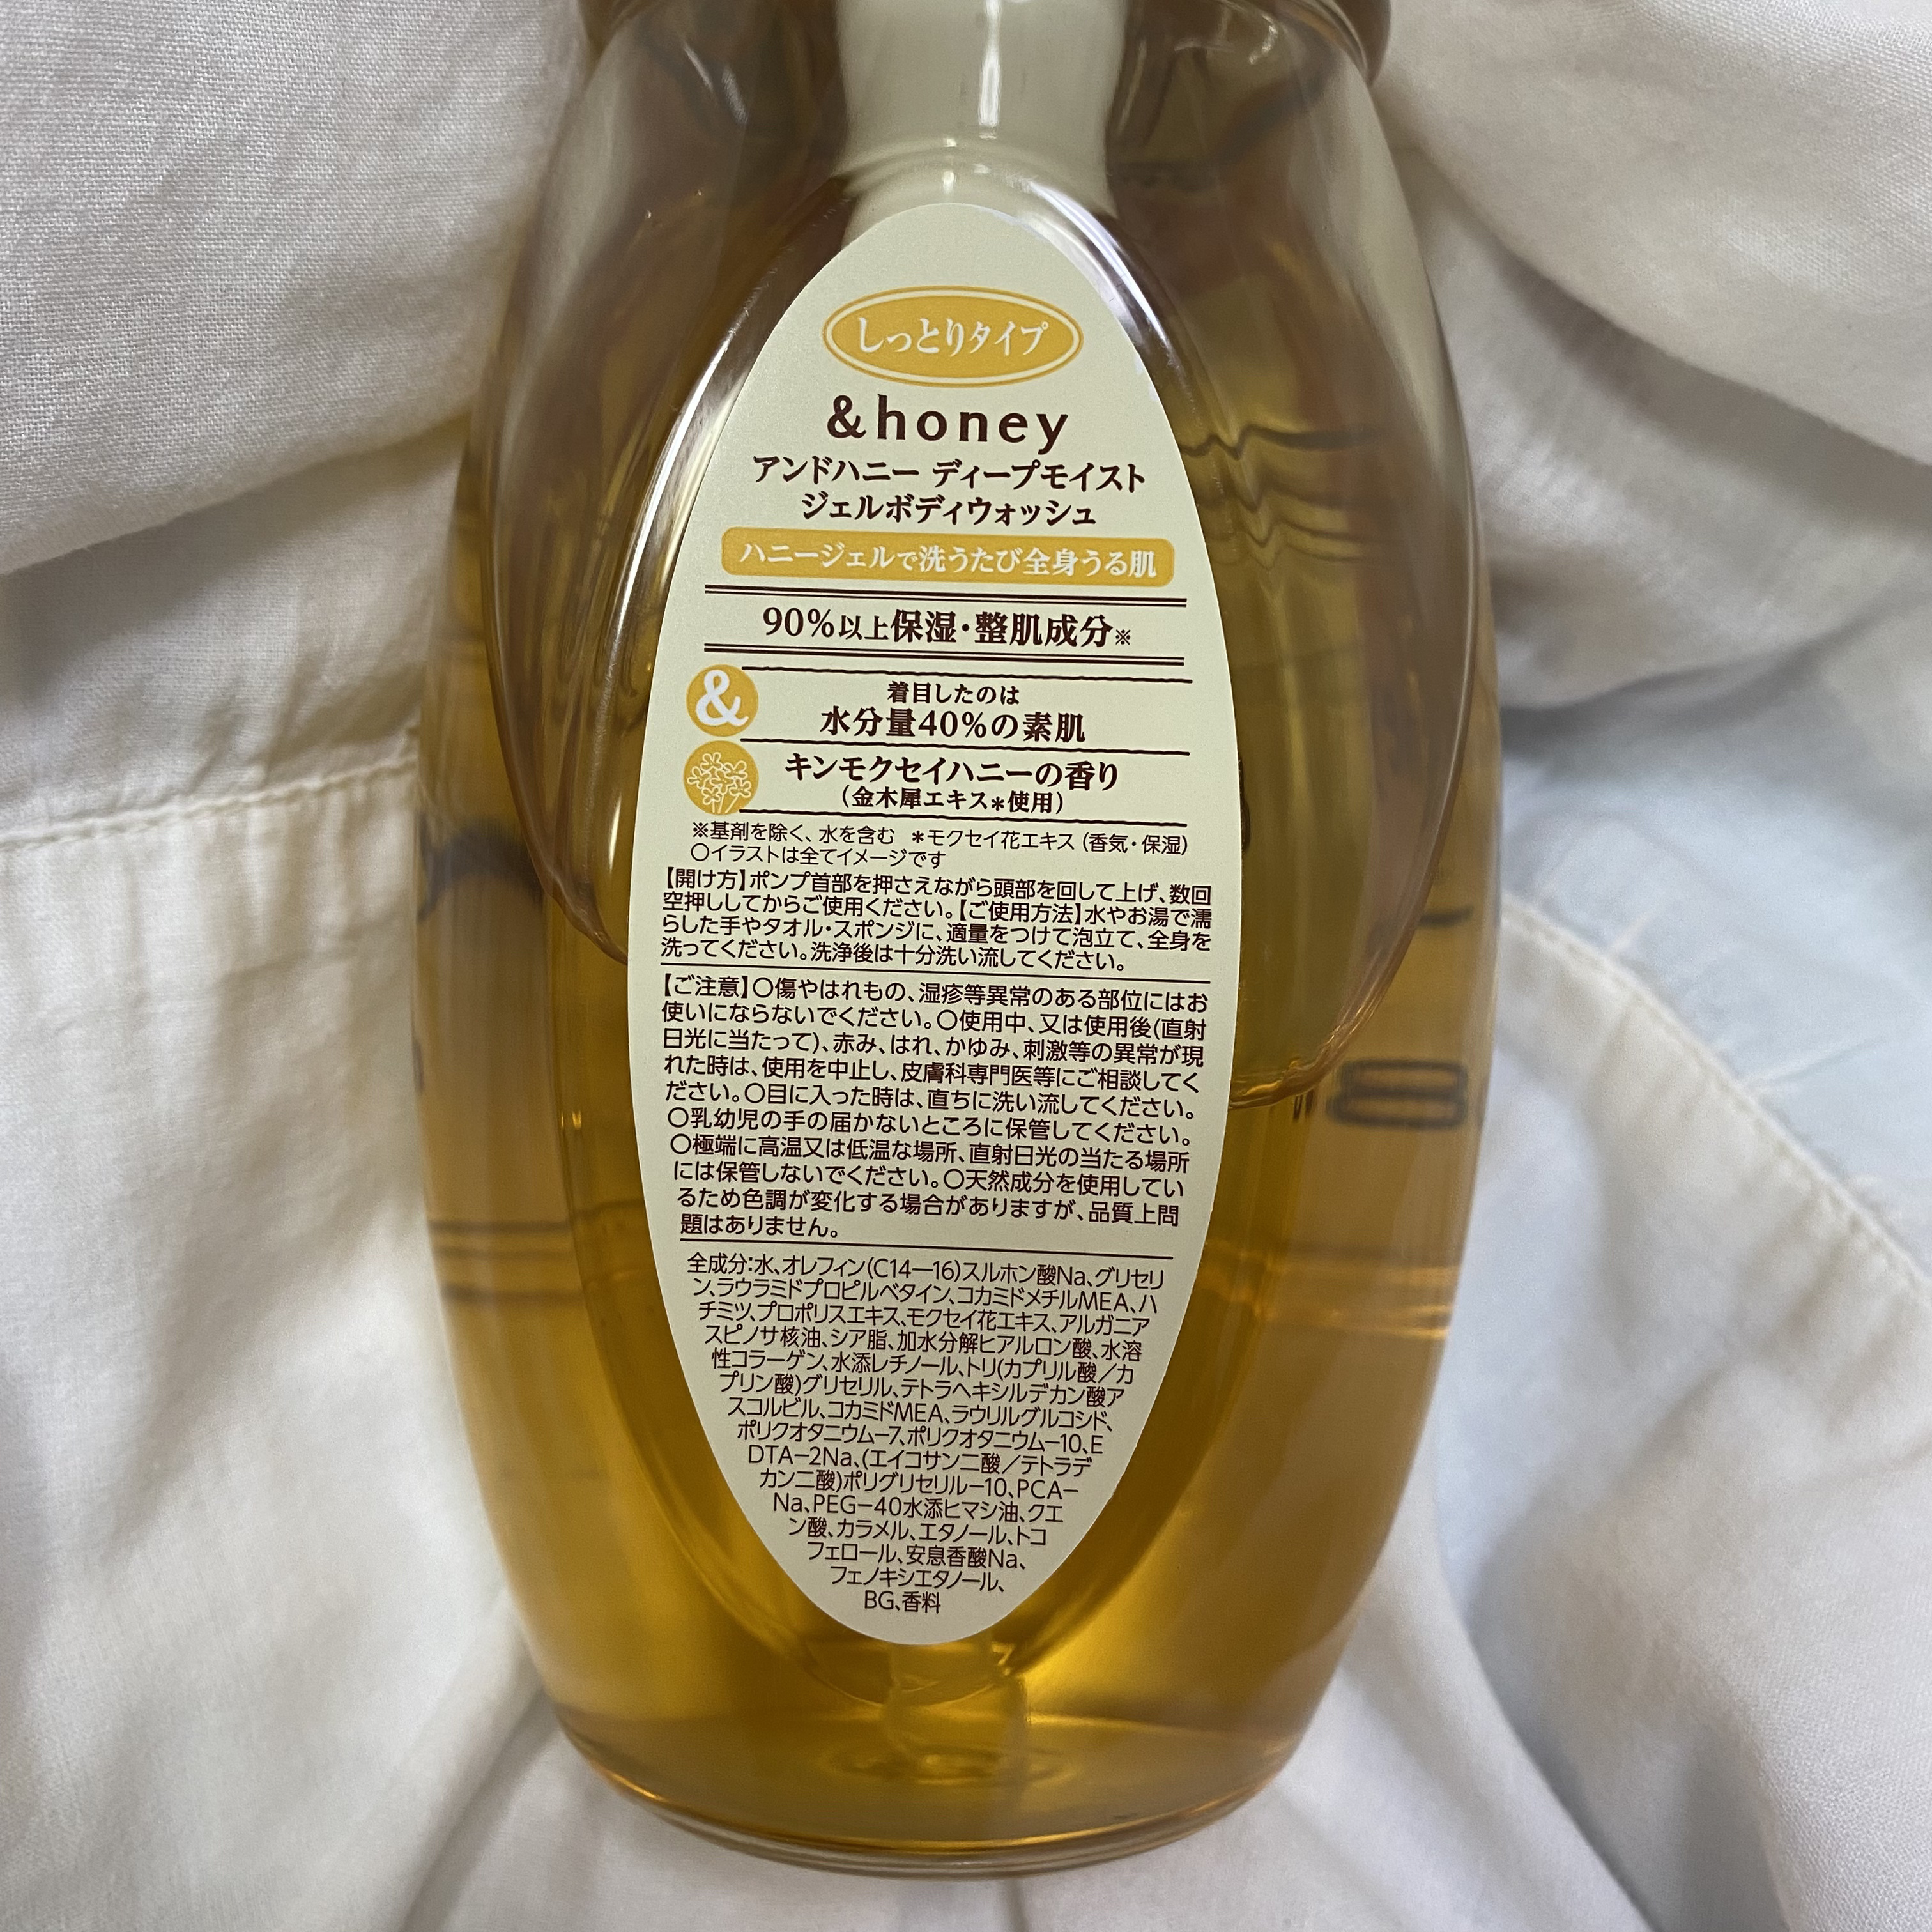 しっとりタイプ
&honey
アンドハニー ディープモイスト
ジェルボディウォッシュ
ハニージェルで洗うたび全身うる肌
90%以上保湿・整肌成分※
&
着目したのは
水分量40%の素肌
キンモクセイハニーの香り
(金木犀エキス*使用)
※基剤を除く、水を含む *モクセイ花エキス(香気・保湿)
○イラストは全てイメージです
【開け方】ポンプ首部を押さえながら頭部を回して上げ、数回
空押ししてからご使用ください。【ご使用方法】水やお湯で濡
らした手やタオル・スポンジに、適量をつけて泡立て、全身を
洗ってください。洗浄後は十分洗い流してください。
【ご注意】○傷やはれもの、湿疹等異常のある部位にはお
使いにならないでください。○使用中、又は使用後(直射
日光に当たって)、赤み、はれ、かゆみ、刺激等の異常が現
れた時は、使用を中止し、皮膚科専門医等にご相談してく
ださい。○目に入った時は、直ちに洗い流してください。
○乳幼児の手の届かないところに保管してください。
○極端に高温又は低温な場所、直射日光の当たる場所
には保管しないでください。○天然成分を使用してい
るため色調が変化する場合がありますが、品質上問
題はありません。
全成分:水、オレフィン(C14―16)スルホン酸Na、グリセリ
ン、ラウラミドプロピルベタイン、コカミドメチルMEA、ハ
チミツ、プロポリスエキス、モクセイ花エキス、アルガニア
スピノサ核油、シア脂、加水分解ヒアルロン酸、水溶
性コラーゲン、水添レチノール、トリ(カプリル酸/カ
プリン酸)グリセリル、テトラヘキシルデカン酸ア
スコルビル、コカミドMEA、ラウリルグルコシド、
ポリクオタニウム―7、ポリクオタニウム―10、E
DTA―2Na、(エイコサン二酸/テトラデ
カン二酸)ポリグリセリル―10、PCA―
Na、PEG―40水添ヒマシ油、クエ
ン酸、カラメル、エタノール、トコ
フェロール、安息香酸Na、
フェノキシエタノール、
BG、香料